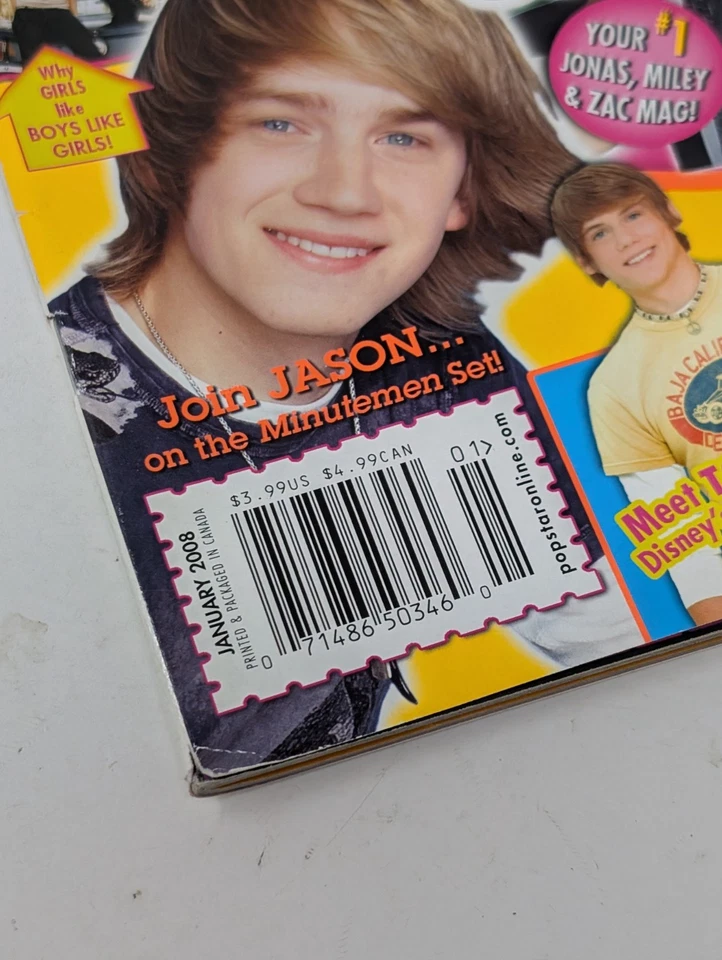 Why
GIRLS
like
BOYS LIKE
GIRLS!
YOUR #1
JONAS, MILEY
& ZAC MAG!
Join JASON...
on the Minutemen Set!
$3.99US $4.99CAN
01>
JANUARY 2008
PRINTED & PACKAGED IN CANADA
0 71486 50346 0
popstaronline.com
BAJA CALIF
Meet T
Disney'